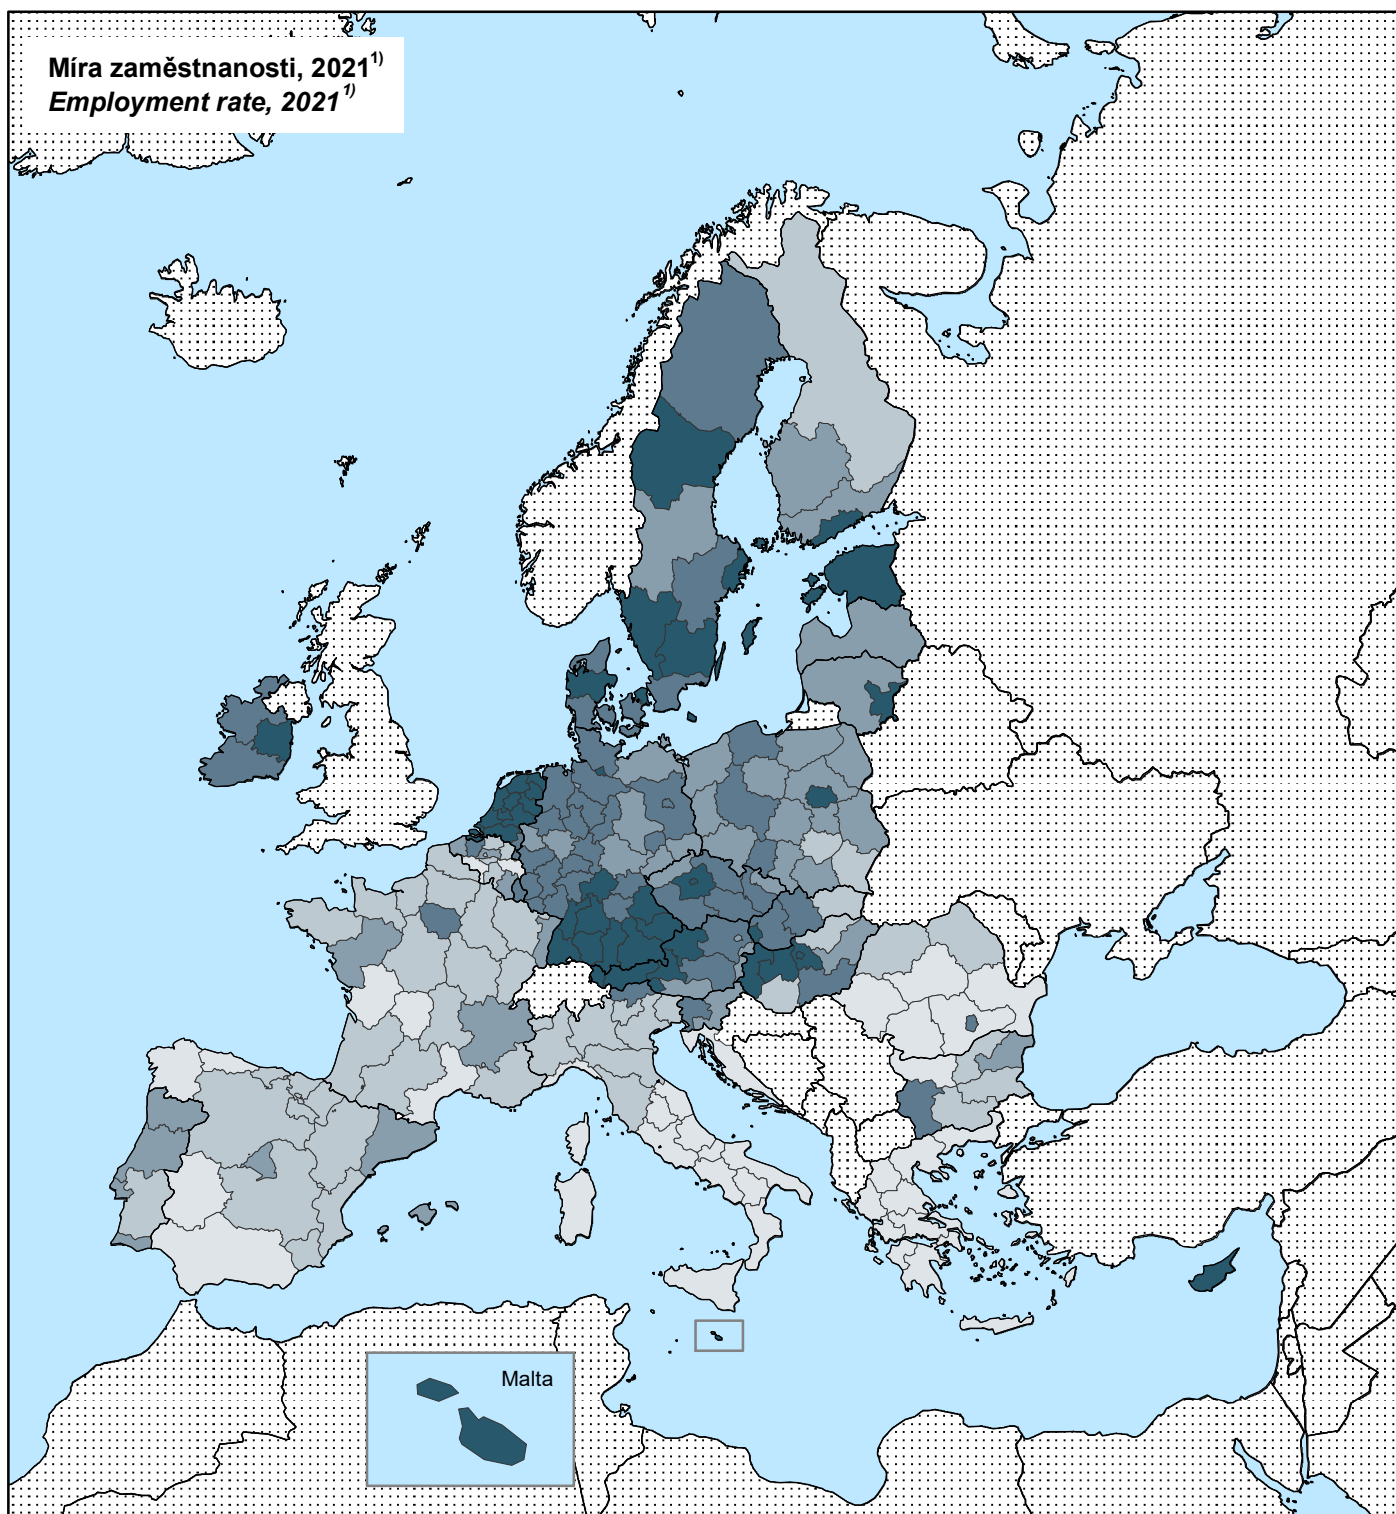 Míra zaměstnanosti, 2021¹⁾
Employment rate, 2021¹⁾
Malta